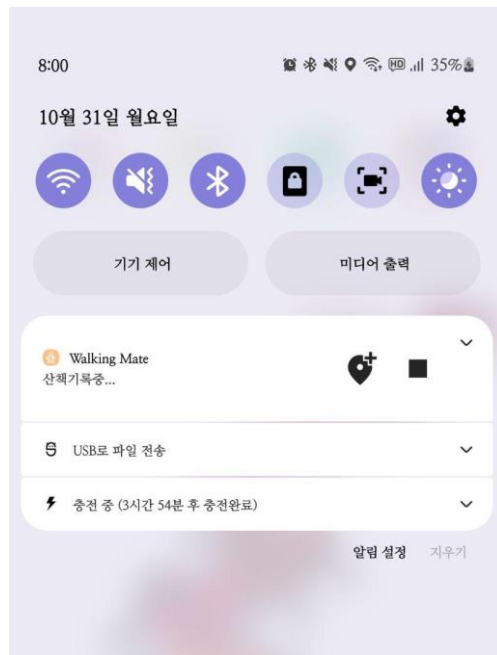 8:00 HD 35%
10월 31일 월요일
기기 제어 미디어 출력
Walking Mate
산책기록중...
USB로 파일 전송
충전 중 (3시간 54분 후 충전완료)
알림 설정 지우기